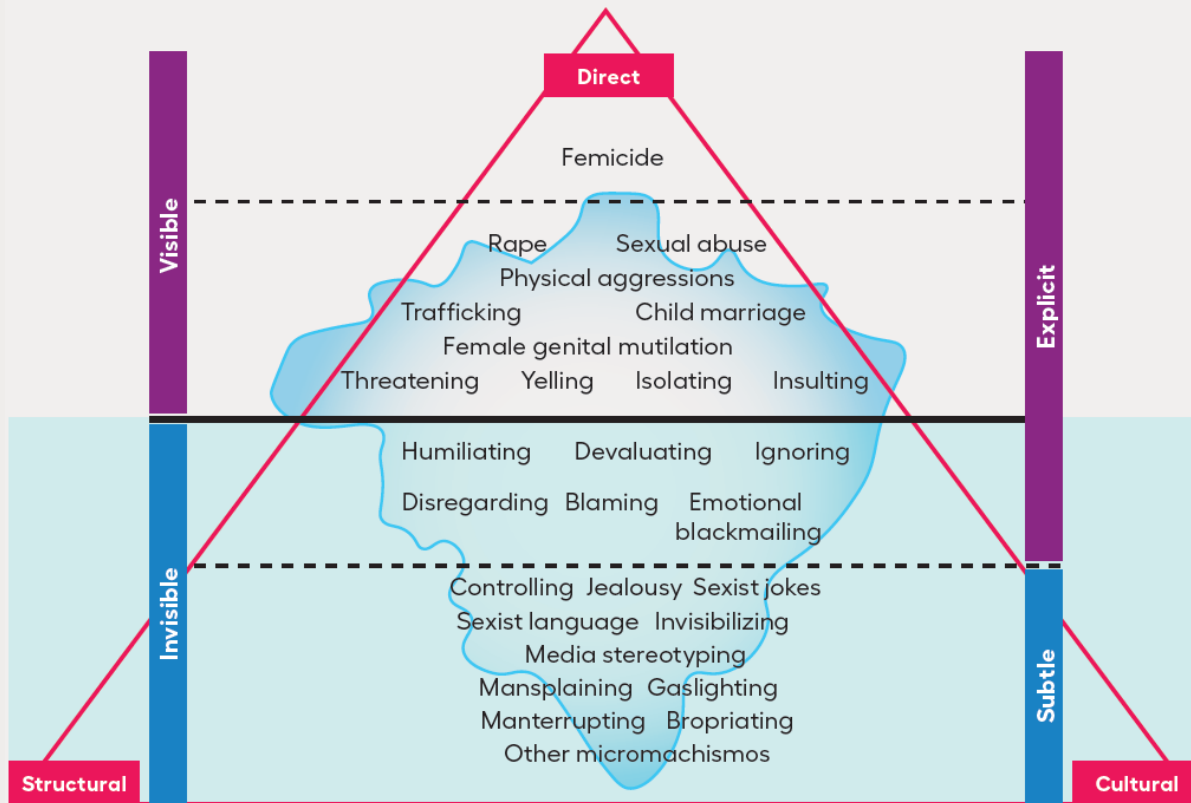 Direct
Femicide
Visible
Explicit
Rape Sexual abuse
Physical aggressions
Trafficking Child marriage
Female genital mutilation
Threatening Yelling Isolating Insulting
Humiliating Devaluating Ignoring
Disregarding Blaming Emotional
blackmailing
Invisible
Subtle
Controlling Jealousy Sexist jokes
Sexist language Invisibilizing
Media stereotyping
Mansplaining Gaslighting
Manterrupting Bropriating
Other micromachismos
Structural
Cultural